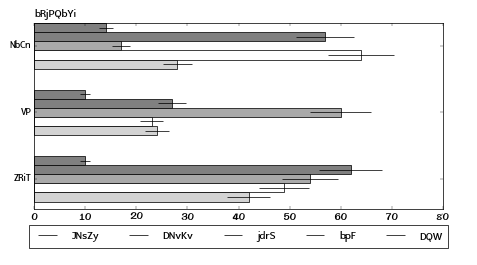 bRjPQbYi
NbCn
VP
ZRiT
0 10 20 30 40 50 60 70 80
JNsZy DNvKv jdrS bpF DQW